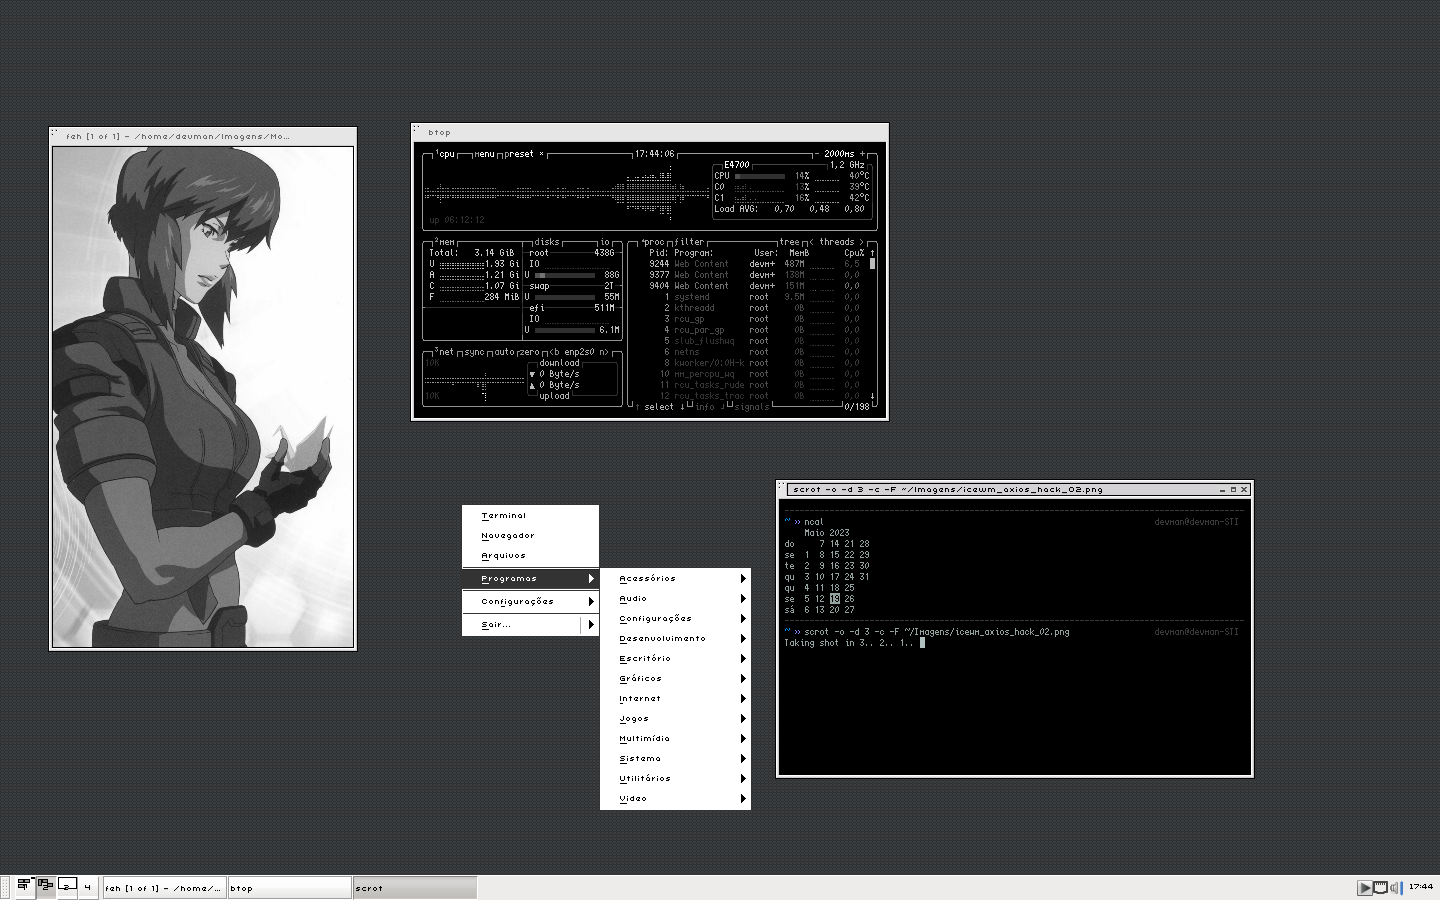 feh [1 of 1] - /home/devman/Imagens/Mo...
btop
¹cpu menu preset × 17:44:06 - 2000ms +
E4700 1,2 GHz
CPU 14% 40°C
C0 13% 39°C
C1 16% 42°C
Load AVG: 0,70 0,48 0,80
up 06:12:12
²mem disks io
Total: 3.14 GiB
U 1.93 Gi
A 1.21 Gi
C 1.07 Gi
F 284 MiB
root 438G
IO
U 88G
swap 2T
U 55M
efi 511M
IO
U 6.1M
³net sync auto zero <b enp2s0 n>
10K
10K
download
▼ 0 Byte/s
▲ 0 Byte/s
upload
⁴proc filter tree < threads >
Pid: Program: User: MemB Cpu% ↑
9244 Web Content devm+ 487M 6,5
9377 Web Content devm+ 138M 0,0
9404 Web Content devm+ 151M 0,0
1 systemd root 9.5M 0,0
2 kthreadd root 0B 0,0
3 rcu_gp root 0B 0,0
4 rcu_par_gp root 0B 0,0
5 slub_flushwq root 0B 0,0
6 netns root 0B 0,0
8 kworker/0:0H-k root 0B 0,0
10 mm_percpu_wq root 0B 0,0
11 rcu_tasks_rude root 0B 0,0
12 rcu_tasks_trac root 0B 0,0 ↓
↑ select ↓ info ↲ signals 0/198
Terminal
Navegador
Arquivos
Programas
Configurações
Sair...
Acessórios
Audio
Configurações
Desenvolvimento
Escritório
Gráficos
Internet
Jogos
Multimídia
Sistema
Utilitários
Video
scrot -o -d 3 -c -F ~/Imagens/icewm_axios_hack_02.png
~ » ncal devman@devman-STI
Maio 2023
do 7 14 21 28
se 1 8 15 22 29
te 2 9 16 23 30
qu 3 10 17 24 31
qu 4 11 18 25
se 5 12 19 26
sá 6 13 20 27
~ » scrot -o -d 3 -c -F ~/Imagens/icewm_axios_hack_02.png devman@devman-STI
Taking shot in 3.. 2.. 1..
2 4 feh [1 of 1] - /home/... btop scrot 17:44